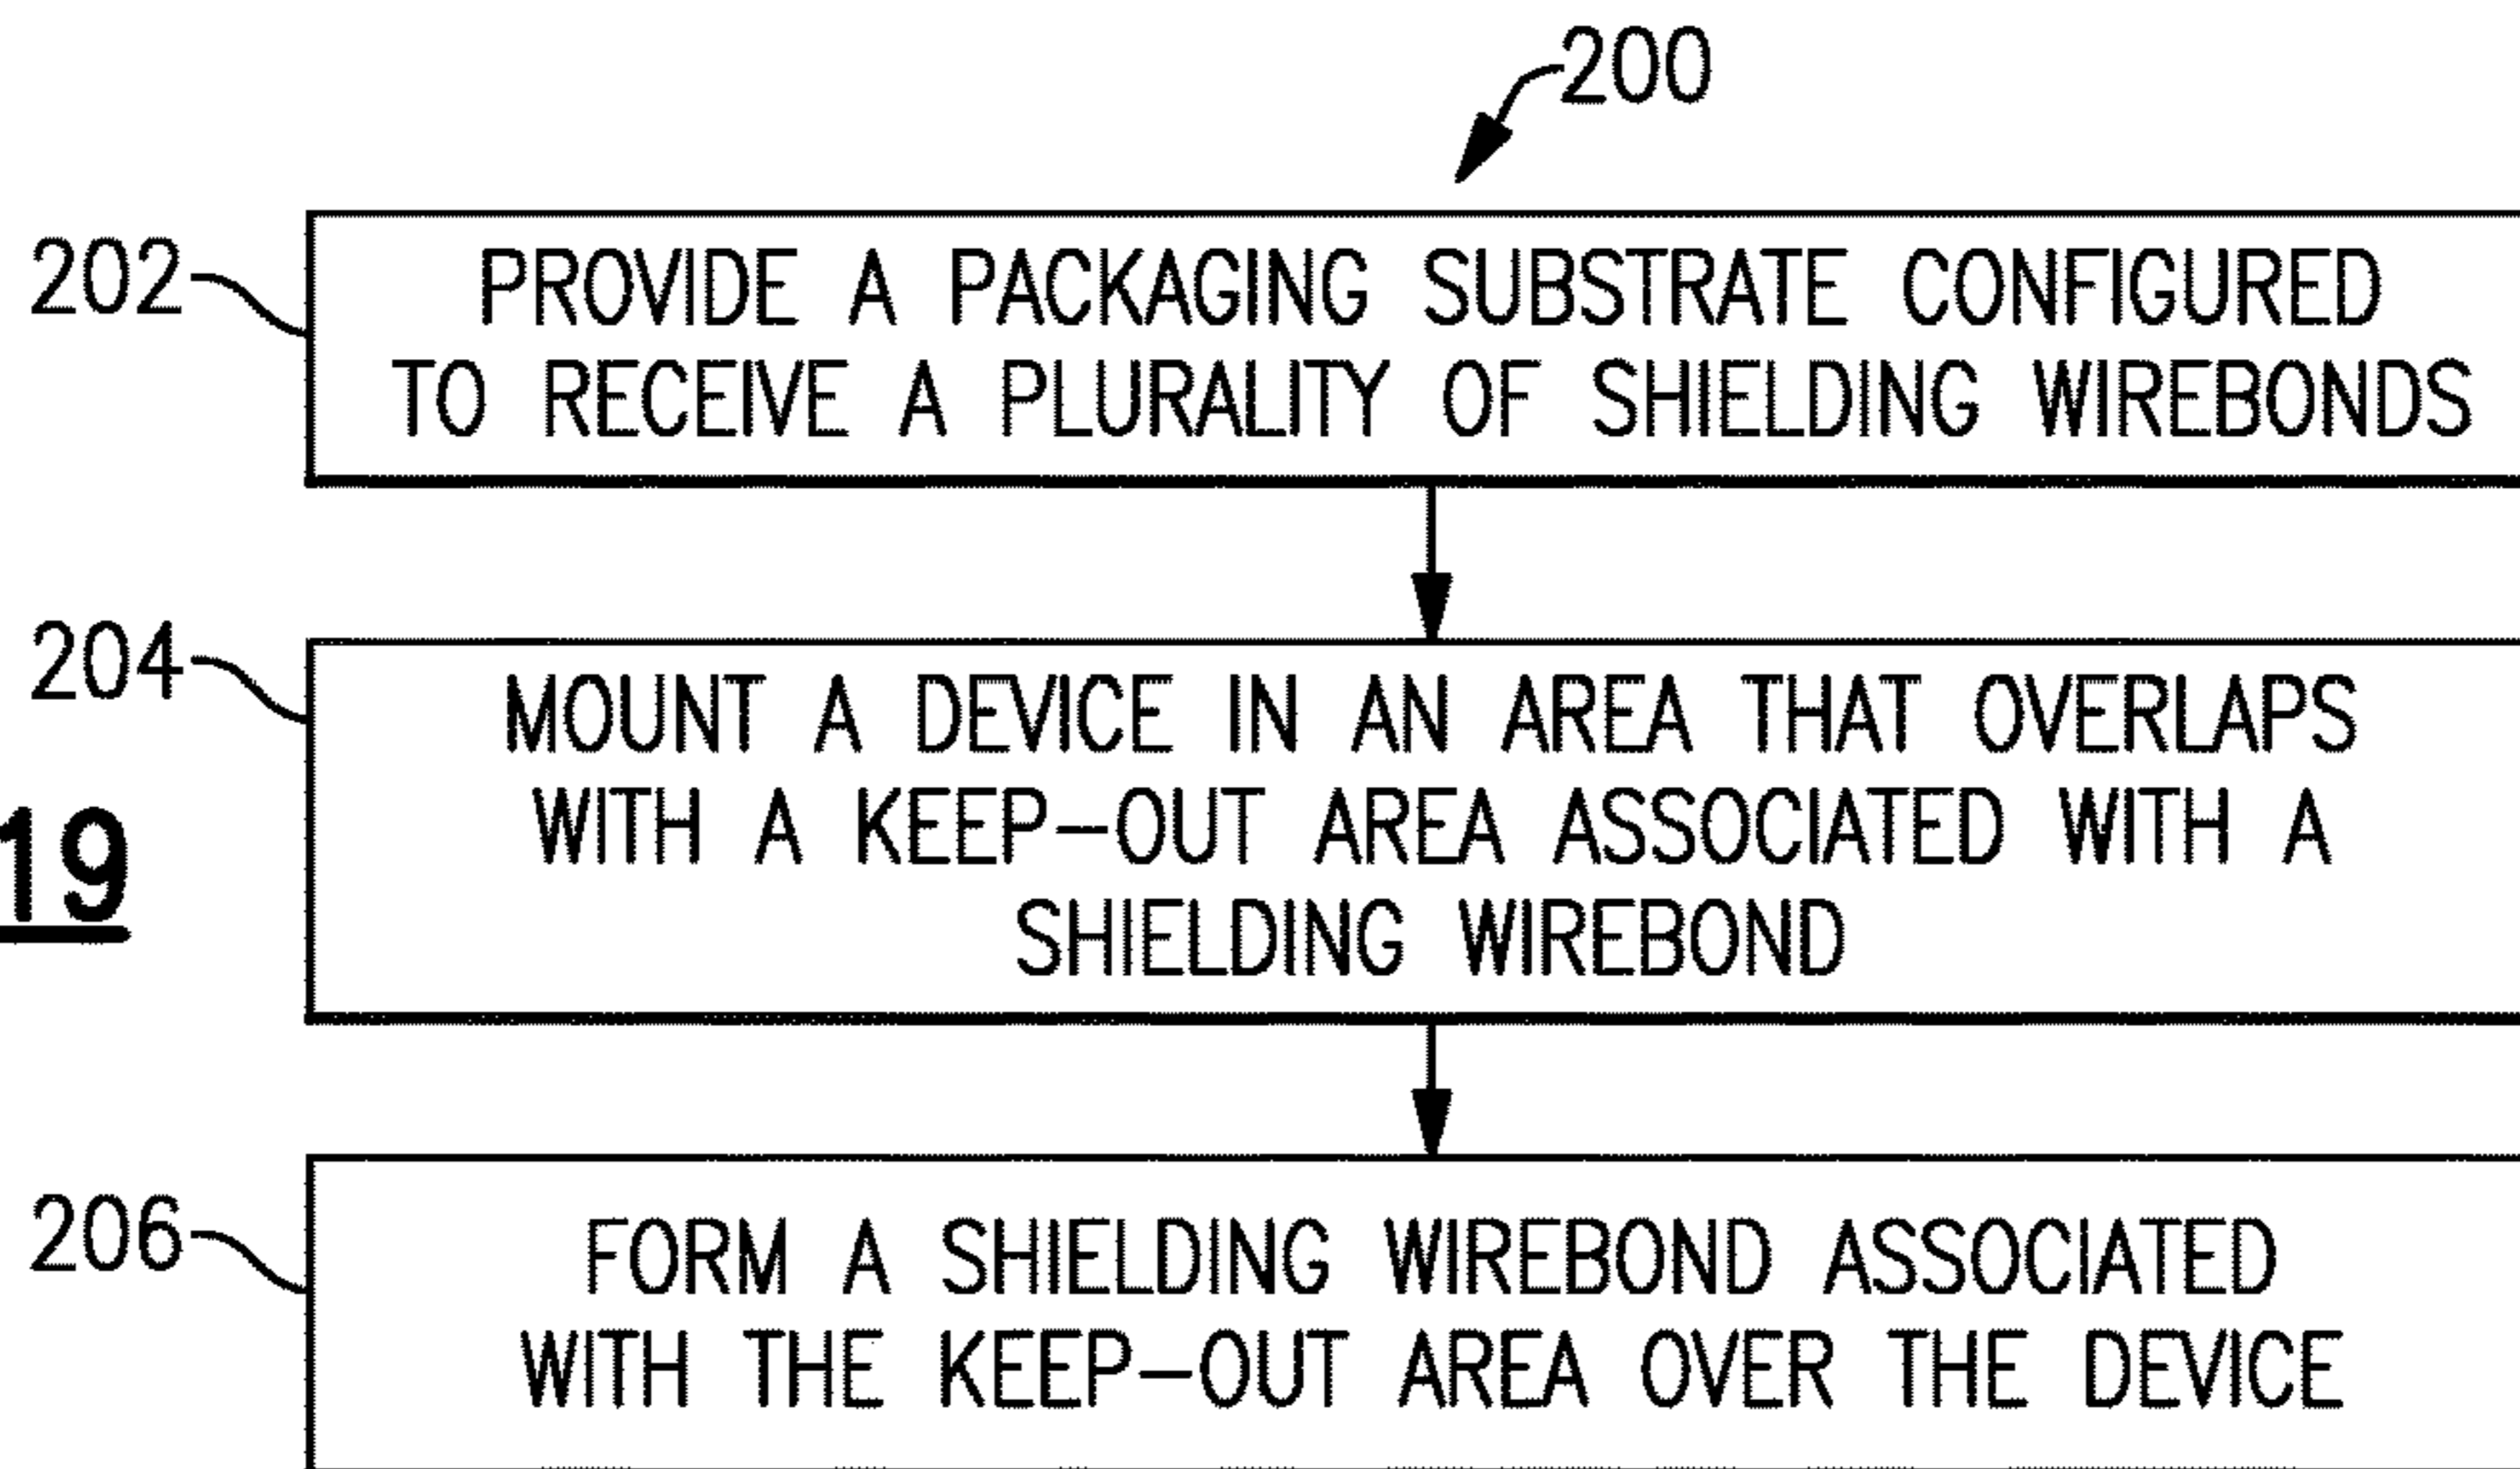 200
202
PROVIDE A PACKAGING SUBSTRATE CONFIGURED
TO RECEIVE A PLURALITY OF SHIELDING WIREBONDS
204
MOUNT A DEVICE IN AN AREA THAT OVERLAPS
WITH A KEEP-OUT AREA ASSOCIATED WITH A
SHIELDING WIREBOND
19
206
FORM A SHIELDING WIREBOND ASSOCIATED
WITH THE KEEP-OUT AREA OVER THE DEVICE